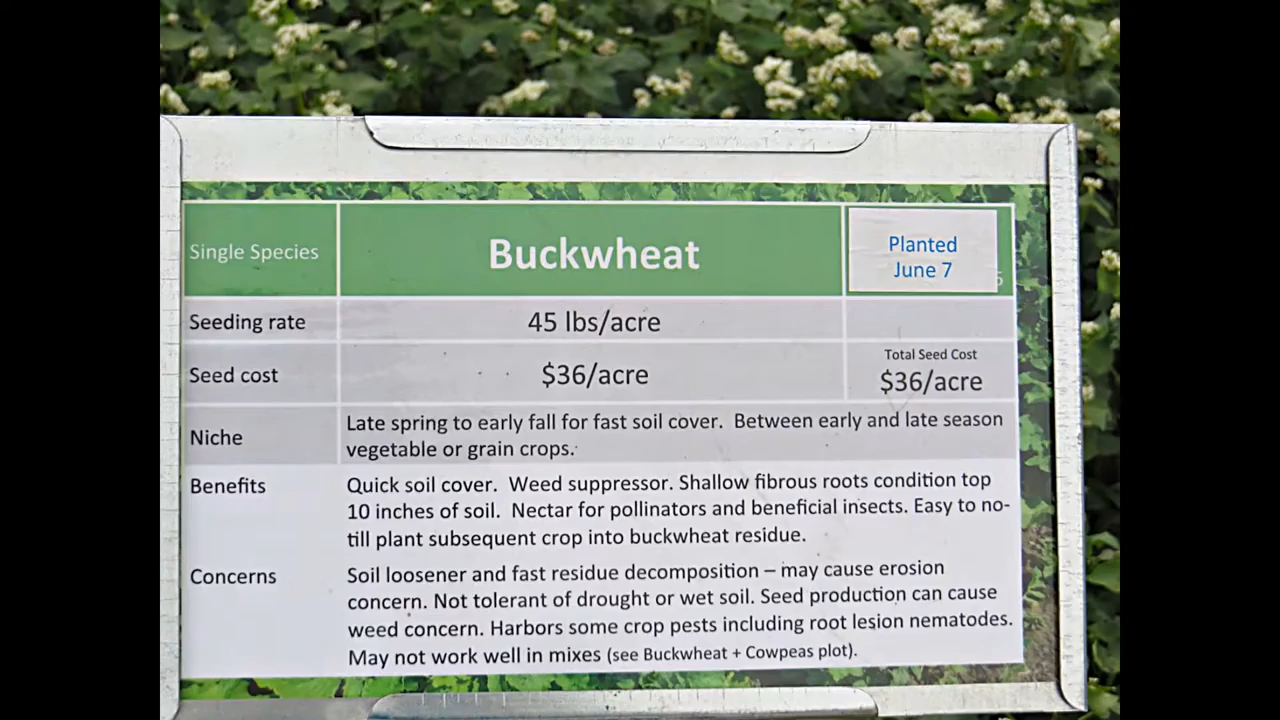 Single Species
Buckwheat
Planted
June 7
5
Seeding rate
45 lbs/acre
Seed cost
$36/acre
Total Seed Cost
$36/acre
Niche
Late spring to early fall for fast soil cover.  Between early and late season
vegetable or grain crops.
Benefits
Quick soil cover.  Weed suppressor. Shallow fibrous roots condition top
10 inches of soil.  Nectar for pollinators and beneficial insects. Easy to no-
till plant subsequent crop into buckwheat residue.
Concerns
Soil loosener and fast residue decomposition – may cause erosion
concern. Not tolerant of drought or wet soil. Seed production can cause
weed concern. Harbors some crop pests including root lesion nematodes.
May not work well in mixes (see Buckwheat + Cowpeas plot).